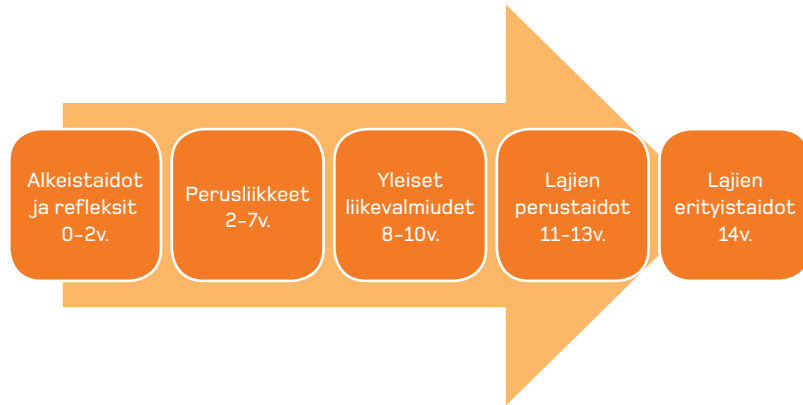 Alkeistaidot
ja refleksit
0-2v.
Perusliikkeet
2-7v.
Yleiset
liikevalmiudet
8-10v.
Lajien
perustaidot
11-13v.
Lajien
erityistaidot
14v.